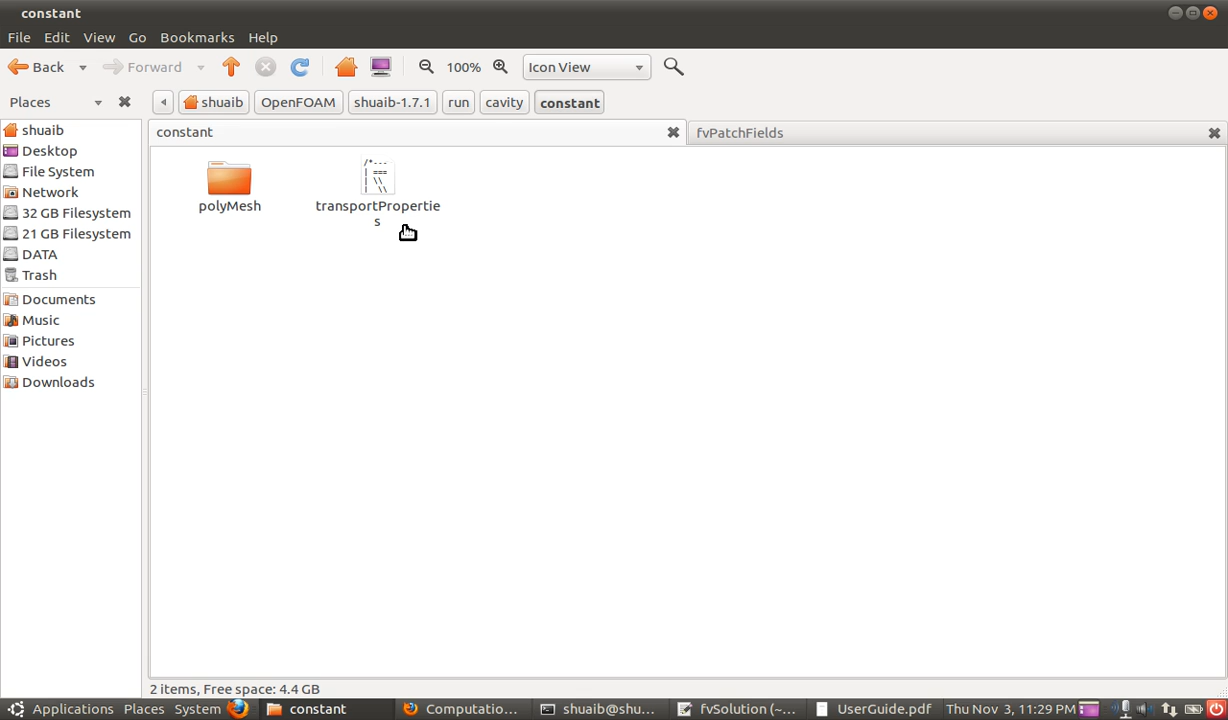 constant
File Edit View Go Bookmarks Help
Back Forward 100% Icon View
Places shuaib OpenFOAM shuaib-1.7.1 run cavity constant
constant fvPatchFields
shuaib
Desktop
File System
Network
32 GB Filesystem
21 GB Filesystem
DATA
Trash
Documents
Music
Pictures
Videos
Downloads
/*---
| ===
| \\
| \\
polyMesh
transportPropertie
s
2 items, Free space: 4.4 GB
Applications Places System constant Computatio... shuaib@shu... fvSolution (~... UserGuide.pdf Thu Nov 3, 11:29 PM